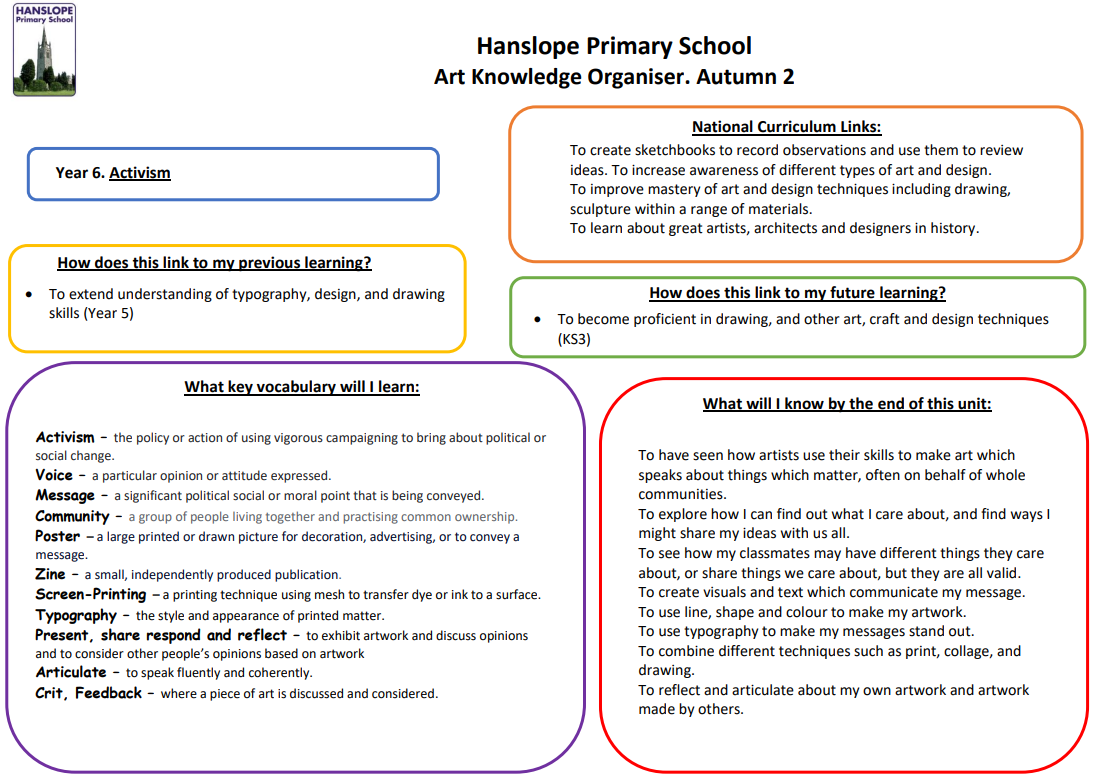 HANSLOPE
Primary School
Hanslope Primary School
Art Knowledge Organiser. Autumn 2
Year 6. Activism
National Curriculum Links:
To create sketchbooks to record observations and use them to review
ideas. To increase awareness of different types of art and design.
To improve mastery of art and design techniques including drawing,
sculpture within a range of materials.
To learn about great artists, architects and designers in history.
How does this link to my previous learning?
• To extend understanding of typography, design, and drawing
skills (Year 5)
How does this link to my future learning?
• To become proficient in drawing, and other art, craft and design techniques
(KS3)
What key vocabulary will I learn:
Activism – the policy or action of using vigorous campaigning to bring about political or
social change.
Voice – a particular opinion or attitude expressed.
Message – a significant political social or moral point that is being conveyed.
Community – a group of people living together and practising common ownership.
Poster – a large printed or drawn picture for decoration, advertising, or to convey a
message.
Zine – a small, independently produced publication.
Screen-Printing – a printing technique using mesh to transfer dye or ink to a surface.
Typography – the style and appearance of printed matter.
Present, share respond and reflect – to exhibit artwork and discuss opinions
and to consider other people's opinions based on artwork
Articulate – to speak fluently and coherently.
Crit, Feedback – where a piece of art is discussed and considered.
What will I know by the end of this unit:
To have seen how artists use their skills to make art which
speaks about things which matter, often on behalf of whole
communities.
To explore how I can find out what I care about, and find ways I
might share my ideas with us all.
To see how my classmates may have different things they care
about, or share things we care about, but they are all valid.
To create visuals and text which communicate my message.
To use line, shape and colour to make my artwork.
To use typography to make my messages stand out.
To combine different techniques such as print, collage, and
drawing.
To reflect and articulate about my own artwork and artwork
made by others.